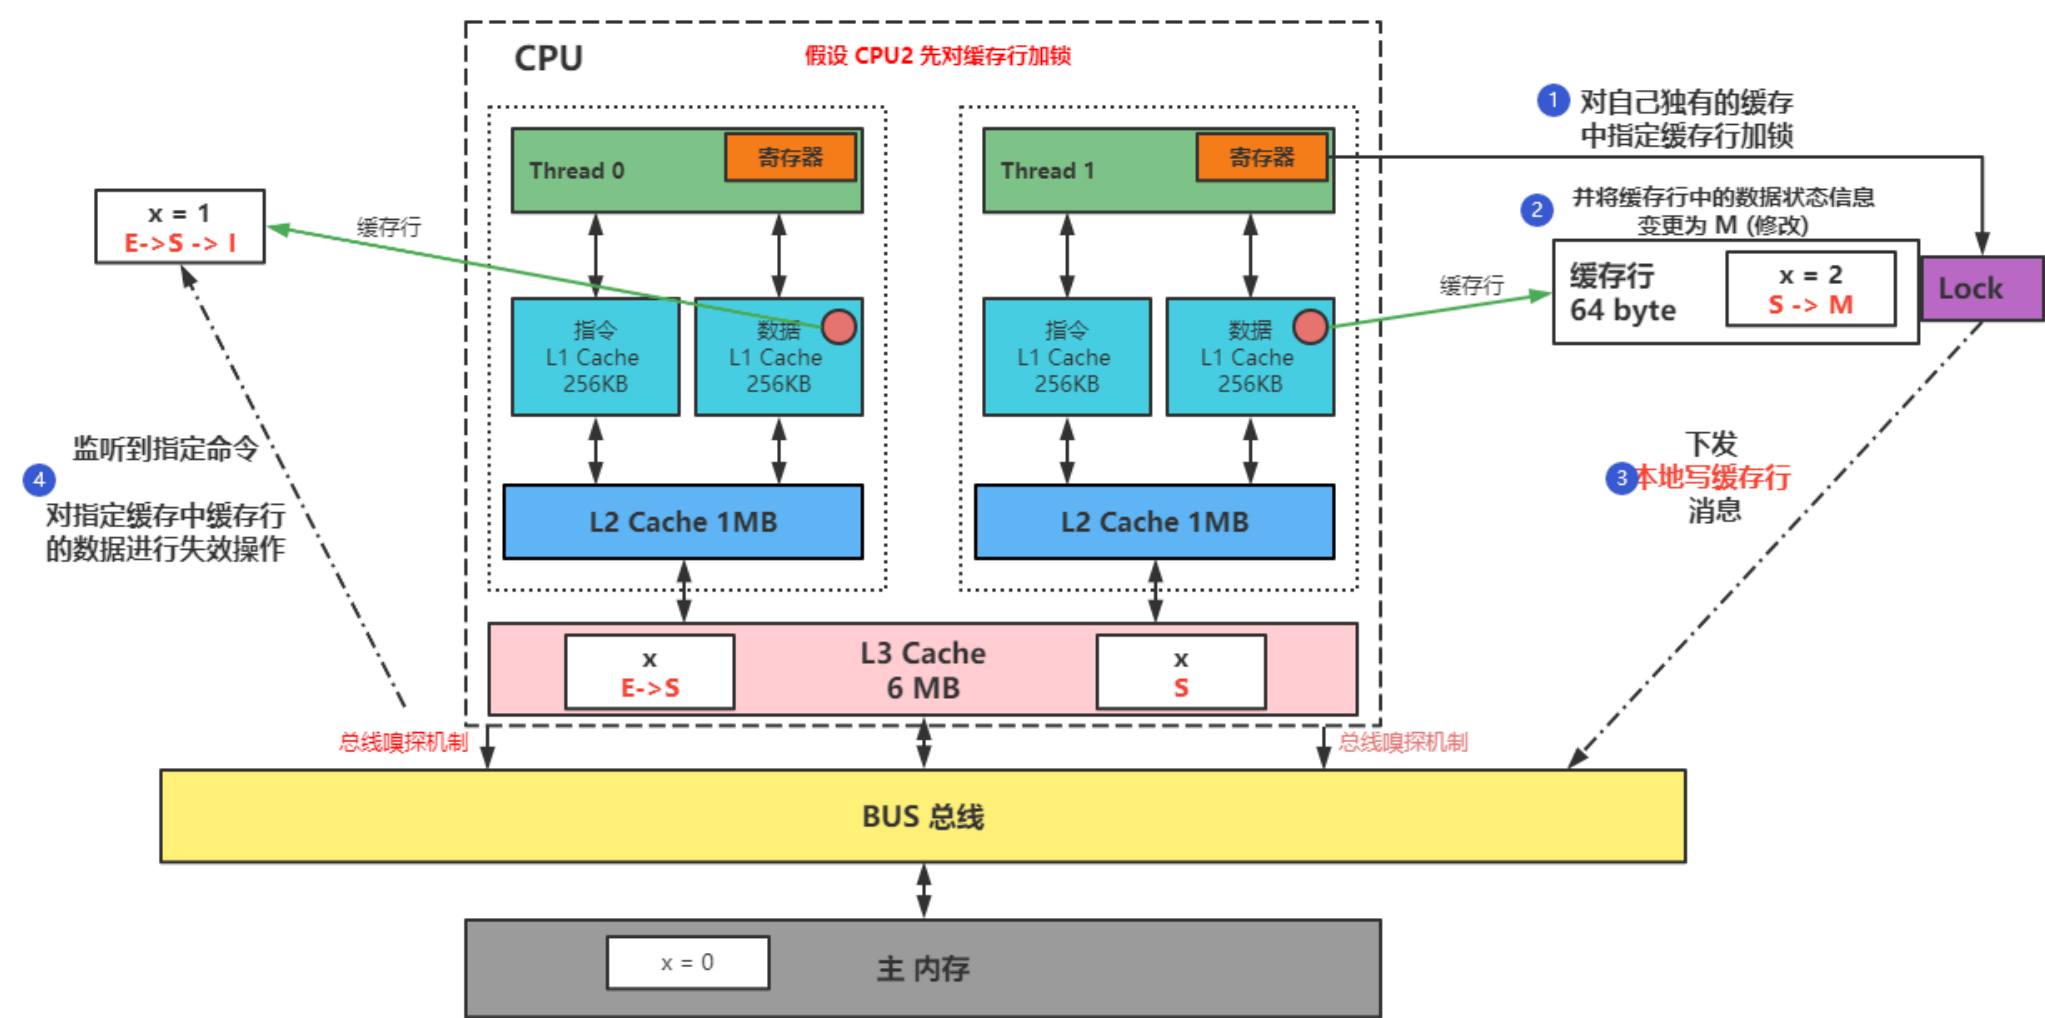 CPU
假设 CPU2 先对缓存行加锁
Thread 0
寄存器
Thread 1
寄存器
1
对自己独有的缓存
中指定缓存行加锁
2
并将缓存行中的数据状态信息
变更为 M (修改)
x = 1
E->S -> I
缓存行
缓存行
缓存行
64 byte
x = 2
S -> M
Lock
指令
L1 Cache
256KB
数据
L1 Cache
256KB
指令
L1 Cache
256KB
数据
L1 Cache
256KB
监听到指定命令
4
对指定缓存中缓存行
的数据进行失效操作
下发
3
本地写缓存行
消息
L2 Cache 1MB
L2 Cache 1MB
x
E->S
L3 Cache
6 MB
x
S
总线嗅探机制
总线嗅探机制
BUS 总线
x = 0
主 内存